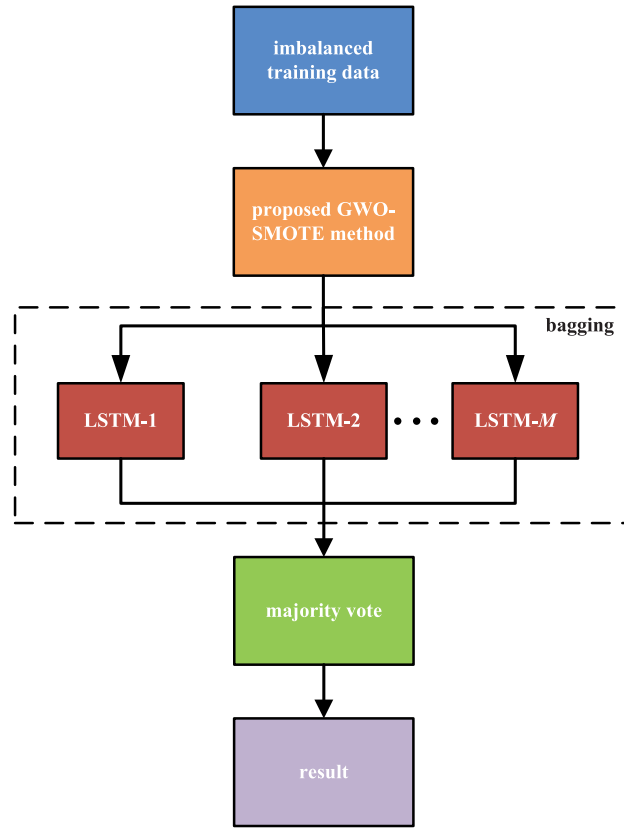 imbalanced
training data
proposed GWO-
SMOTE method
bagging
LSTM-1
LSTM-2
• • •
LSTM-M
majority vote
result